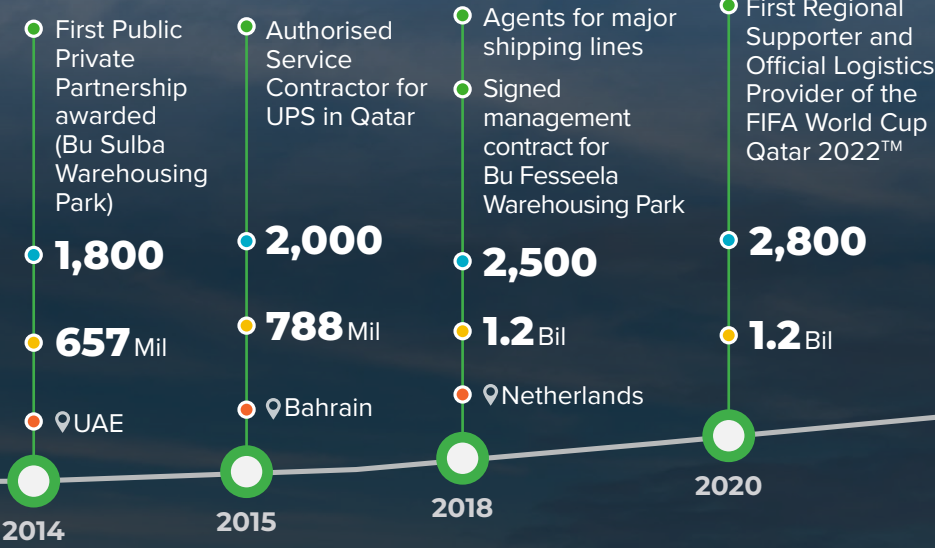 First Public
Private
Partnership
awarded
(Bu Sulba
Warehousing
Park)
1,800
657 Mil
UAE
2014
Authorised
Service
Contractor for
UPS in Qatar
2,000
788 Mil
Bahrain
2015
Agents for major
shipping lines
Signed
management
contract for
Bu Fesseela
Warehousing Park
2,500
1.2 Bil
Netherlands
2018
First Regional
Supporter and
Official Logistics
Provider of the
FIFA World Cup
Qatar 2022™
2,800
1.2 Bil
2020